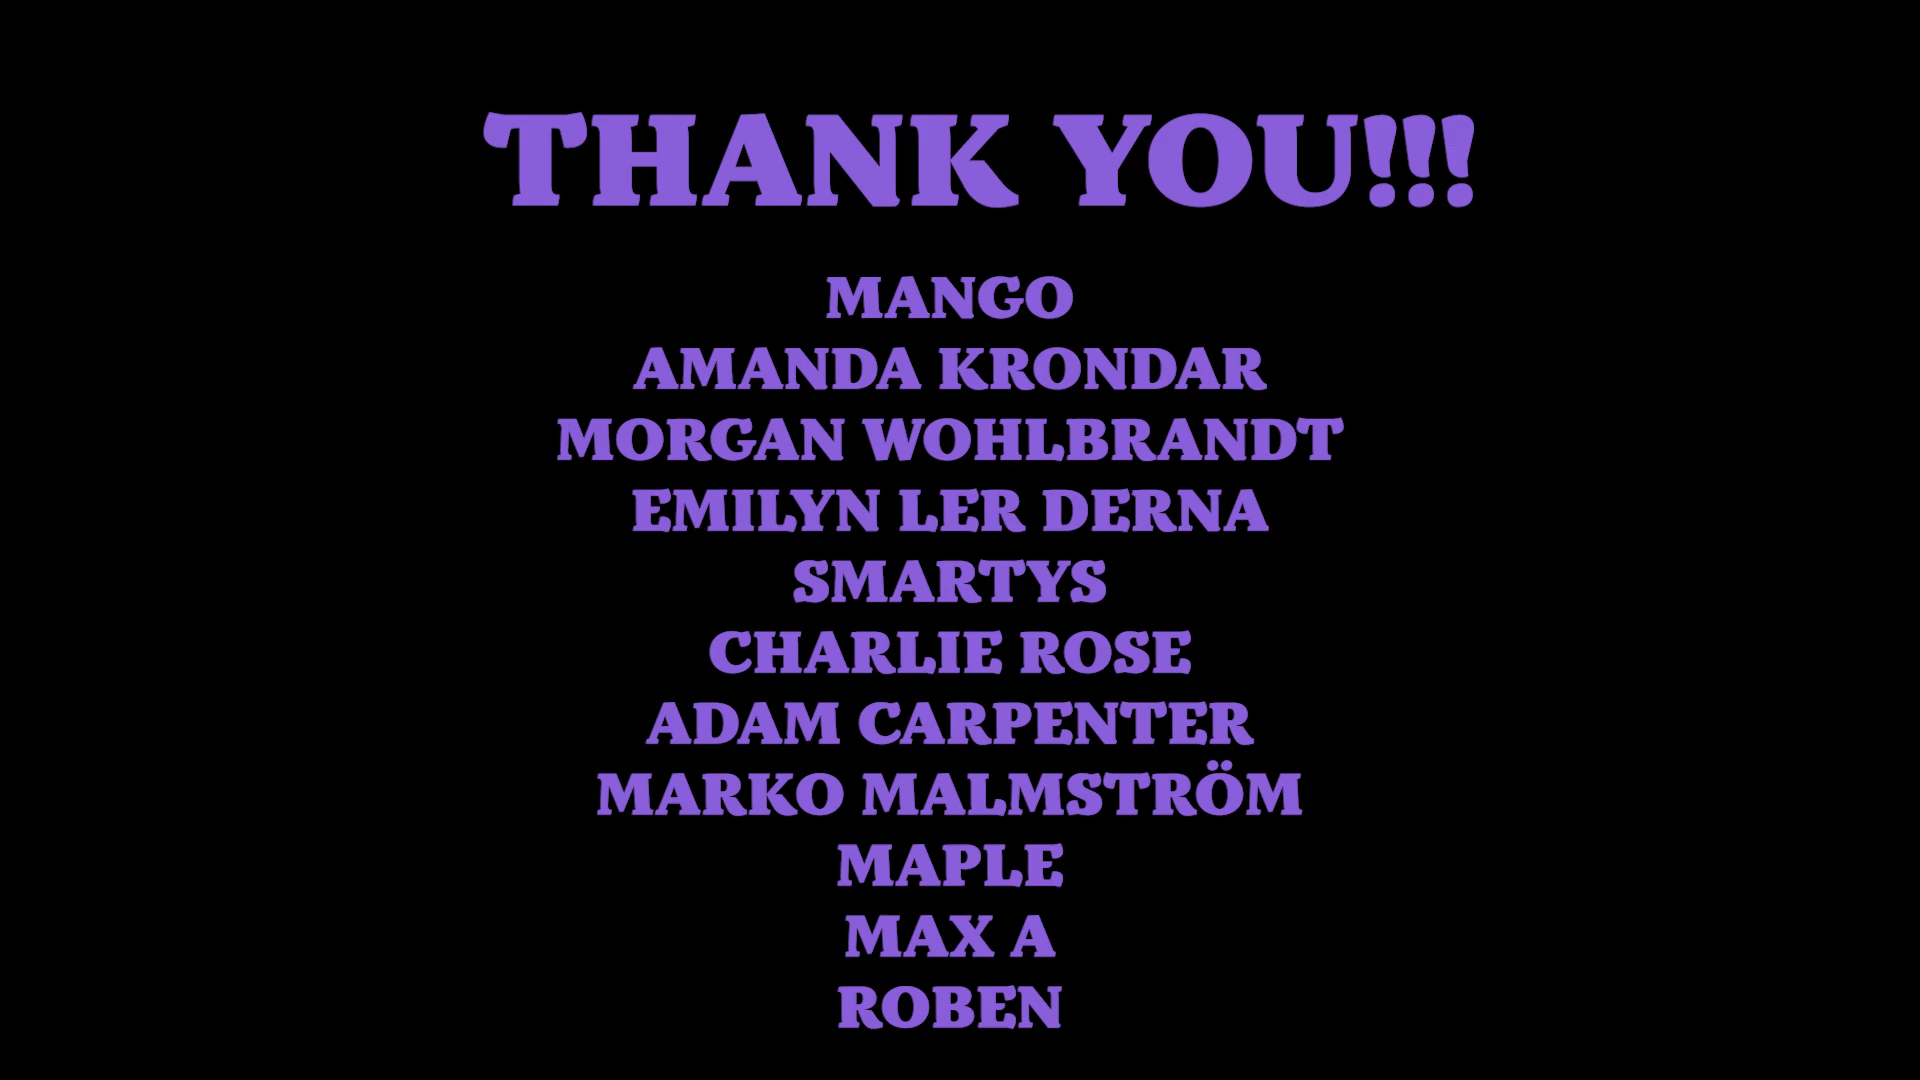 THANK YOU!!!
MANGO
AMANDA KRONDAR
MORGAN WOHLBRANDT
EMILYN LER DERNA
SMARTYS
CHARLIE ROSE
ADAM CARPENTER
MARKO MALMSTRÖM
MAPLE
MAX A
ROBEN